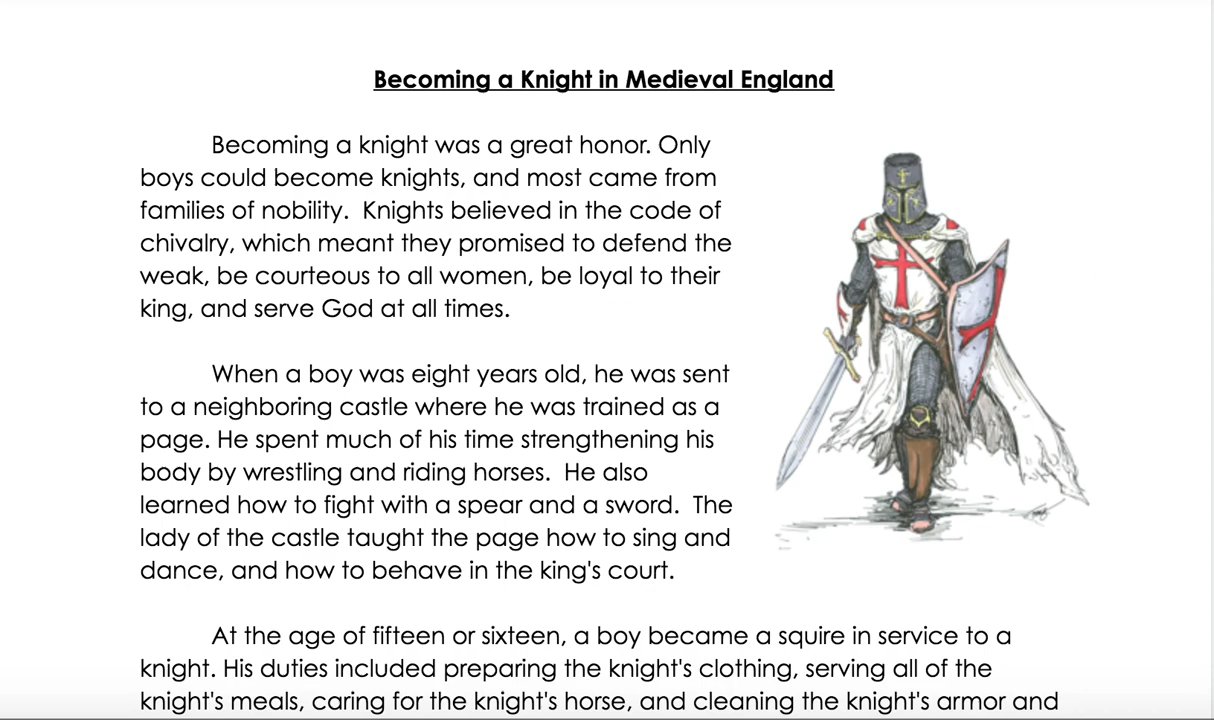 Becoming a Knight in Medieval England
Becoming a knight was a great honor. Only
boys could become knights, and most came from
families of nobility.  Knights believed in the code of
chivalry, which meant they promised to defend the
weak, be courteous to all women, be loyal to their
king, and serve God at all times.
When a boy was eight years old, he was sent
to a neighboring castle where he was trained as a
page. He spent much of his time strengthening his
body by wrestling and riding horses.  He also
learned how to fight with a spear and a sword.  The
lady of the castle taught the page how to sing and
dance, and how to behave in the king's court.
At the age of fifteen or sixteen, a boy became a squire in service to a
knight. His duties included preparing the knight's clothing, serving all of the
knight's meals, caring for the knight's horse, and cleaning the knight's armor and